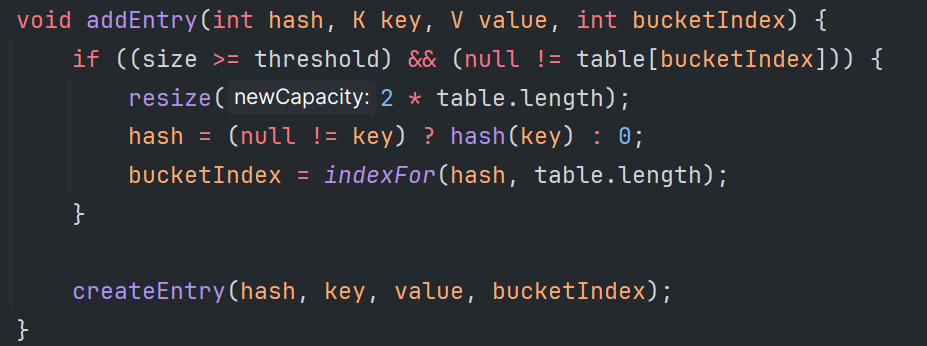 void addEntry(int hash, K key, V value, int bucketIndex) {
    if ((size >= threshold) && (null != table[bucketIndex])) {
        resize( newCapacity: 2 * table.length);
        hash = (null != key) ? hash(key) : 0;
        bucketIndex = indexFor(hash, table.length);
    }

    createEntry(hash, key, value, bucketIndex);
}